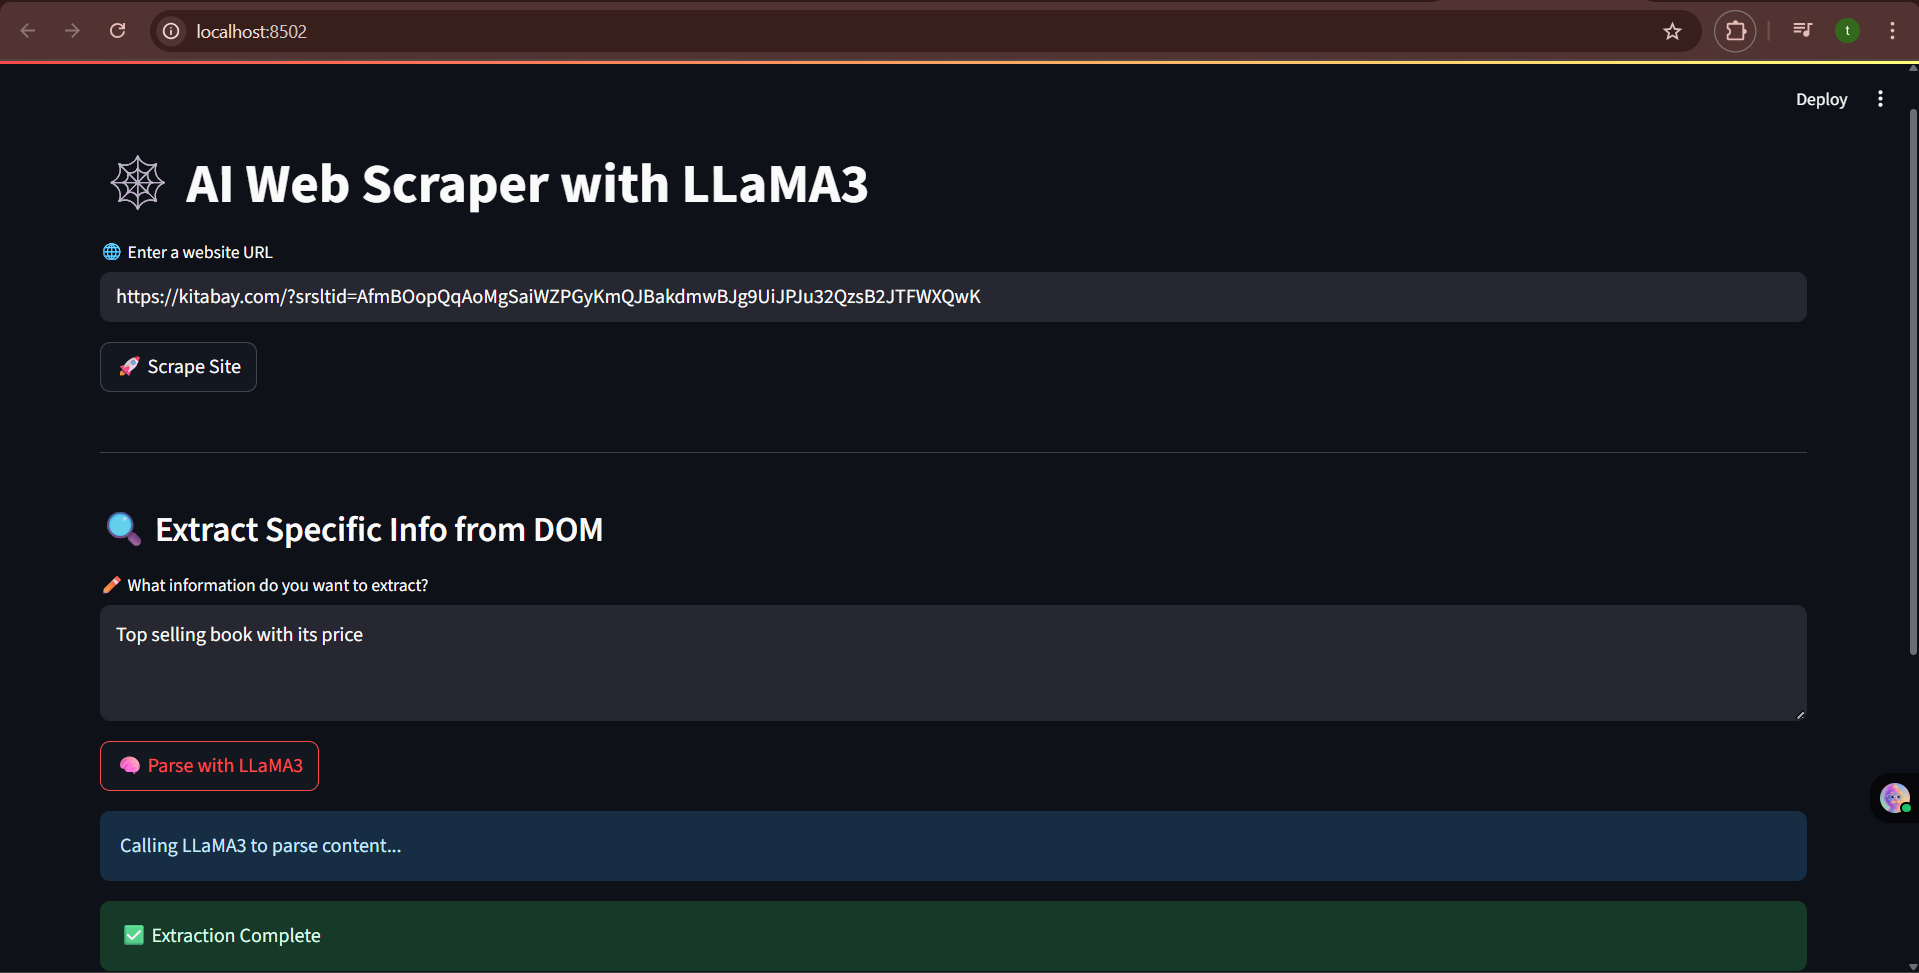 localhost:8502
t
Deploy
AI Web Scraper with LLaMA3
Enter a website URL
https://kitabay.com/?srsltid=AfmBOopQqAoMgSaiWZPGyKmQJBakdmwBJg9UiJPJu32QzsB2JTFWXQwK
Scrape Site
Extract Specific Info from DOM
What information do you want to extract?
Top selling book with its price
Parse with LLaMA3
Calling LLaMA3 to parse content...
Extraction Complete